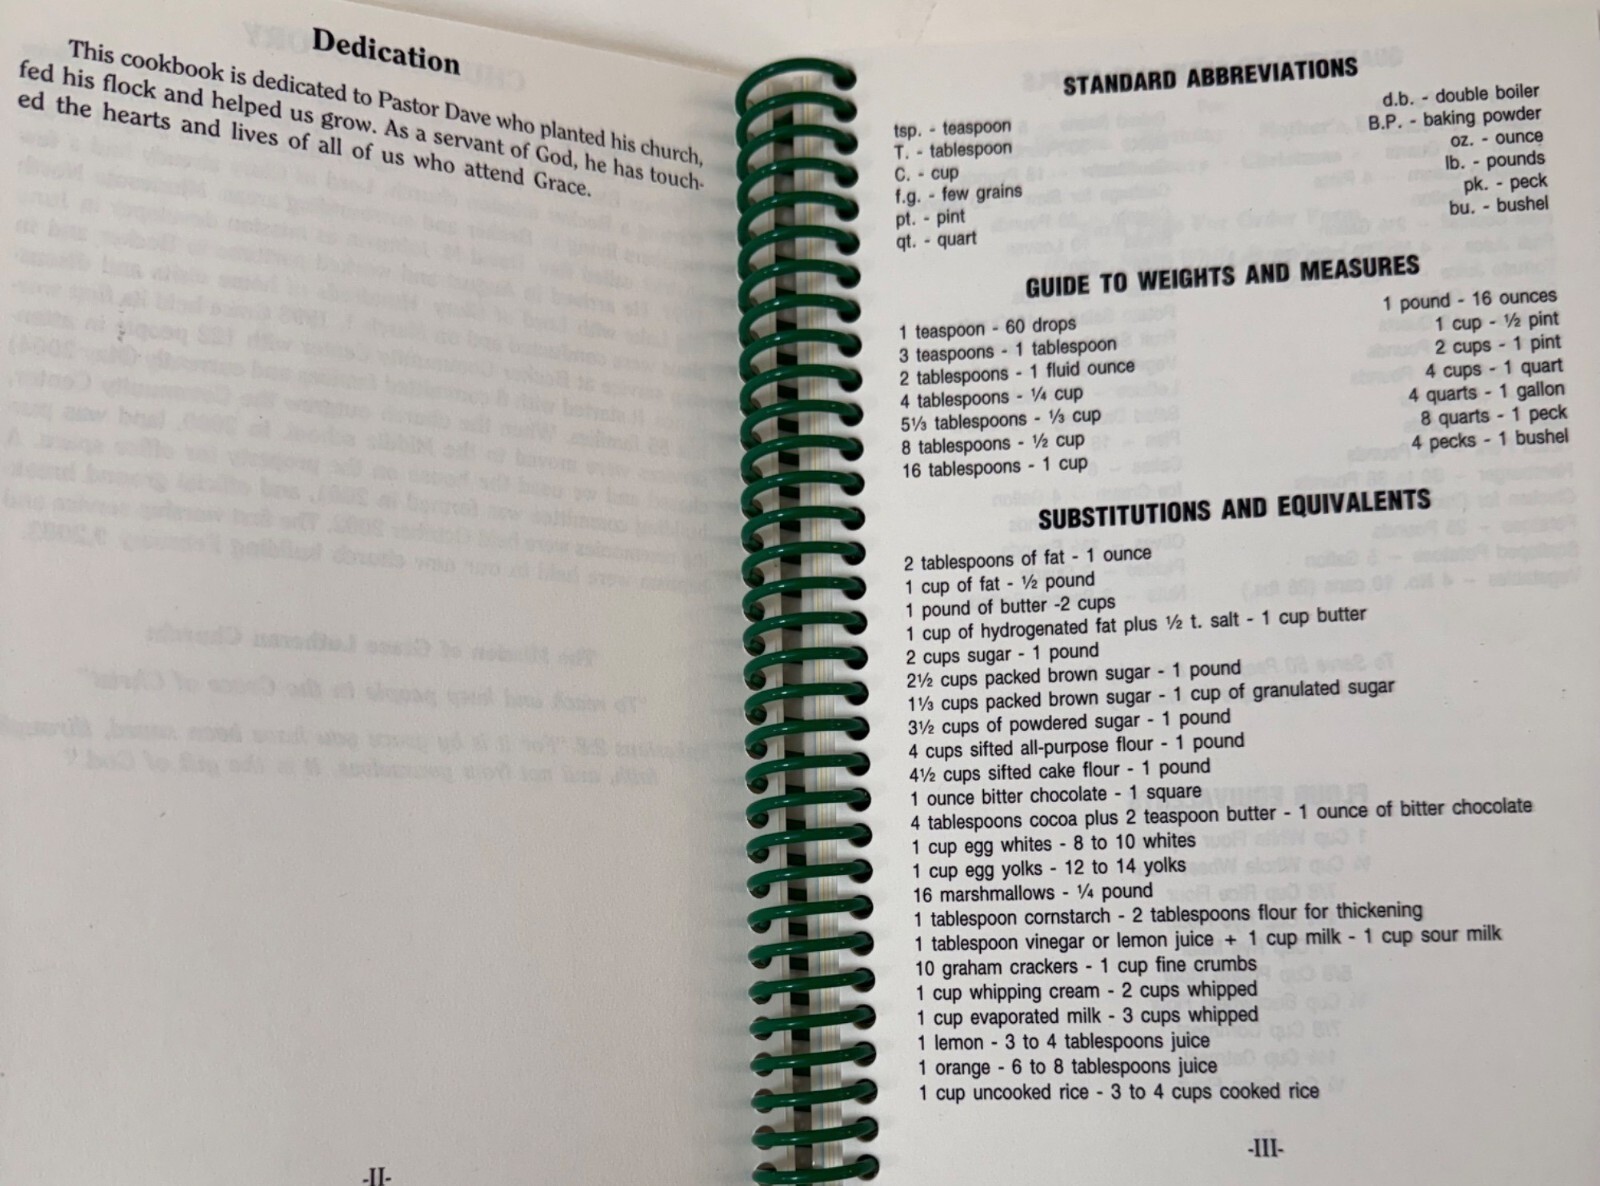 Dedication
This cookbook is dedicated to Pastor Dave who planted his church,
fed his flock and helped us grow. As a servant of God, he has touch-
ed the hearts and lives of all of us who attend Grace.
-II-
STANDARD ABBREVIATIONS
tsp. - teaspoon
T. - tablespoon
C. - cup
f.g. - few grains
pt. - pint
qt. - quart
d.b. - double boiler
B.P. - baking powder
oz. - ounce
lb. - pounds
pk. - peck
bu. - bushel
GUIDE TO WEIGHTS AND MEASURES
1 teaspoon - 60 drops
3 teaspoons - 1 tablespoon
2 tablespoons - 1 fluid ounce
4 tablespoons - ¼ cup
5⅓ tablespoons - ⅓ cup
8 tablespoons - ½ cup
16 tablespoons - 1 cup
1 pound - 16 ounces
1 cup - ½ pint
2 cups - 1 pint
4 cups - 1 quart
4 quarts - 1 gallon
8 quarts - 1 peck
4 pecks - 1 bushel
SUBSTITUTIONS AND EQUIVALENTS
2 tablespoons of fat - 1 ounce
1 cup of fat - ½ pound
1 pound of butter -2 cups
1 cup of hydrogenated fat plus ½ t. salt - 1 cup butter
2 cups sugar - 1 pound
2½ cups packed brown sugar - 1 pound
1⅓ cups packed brown sugar - 1 cup of granulated sugar
3½ cups of powdered sugar - 1 pound
4 cups sifted all-purpose flour - 1 pound
4½ cups sifted cake flour - 1 pound
1 ounce bitter chocolate - 1 square
4 tablespoons cocoa plus 2 teaspoon butter - 1 ounce of bitter chocolate
1 cup egg whites - 8 to 10 whites
1 cup egg yolks - 12 to 14 yolks
16 marshmallows - ¼ pound
1 tablespoon cornstarch - 2 tablespoons flour for thickening
1 tablespoon vinegar or lemon juice + 1 cup milk - 1 cup sour milk
10 graham crackers - 1 cup fine crumbs
1 cup whipping cream - 2 cups whipped
1 cup evaporated milk - 3 cups whipped
1 lemon - 3 to 4 tablespoons juice
1 orange - 6 to 8 tablespoons juice
1 cup uncooked rice - 3 to 4 cups cooked rice
-III-